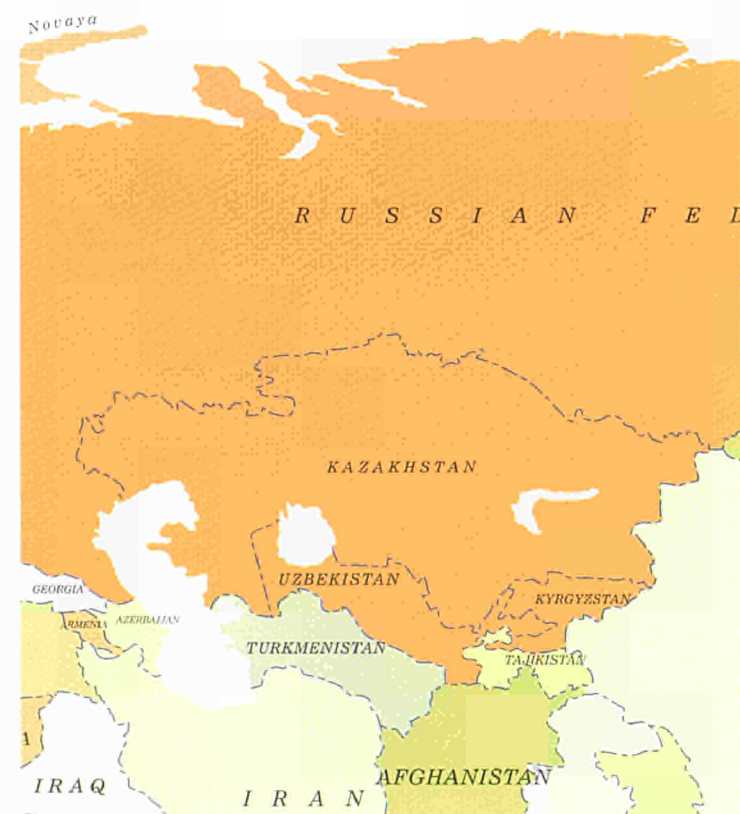 Novaya
RUSSIAN FED
KAZAKHSTAN
UZBEKISTAN
GEORGIA
KYRGYZSTAN
ARMENIA
AZERBAIJAN
TURKMENISTAN
TAJIKISTAN
A
AFGHANISTAN
IRAQ
IRAN